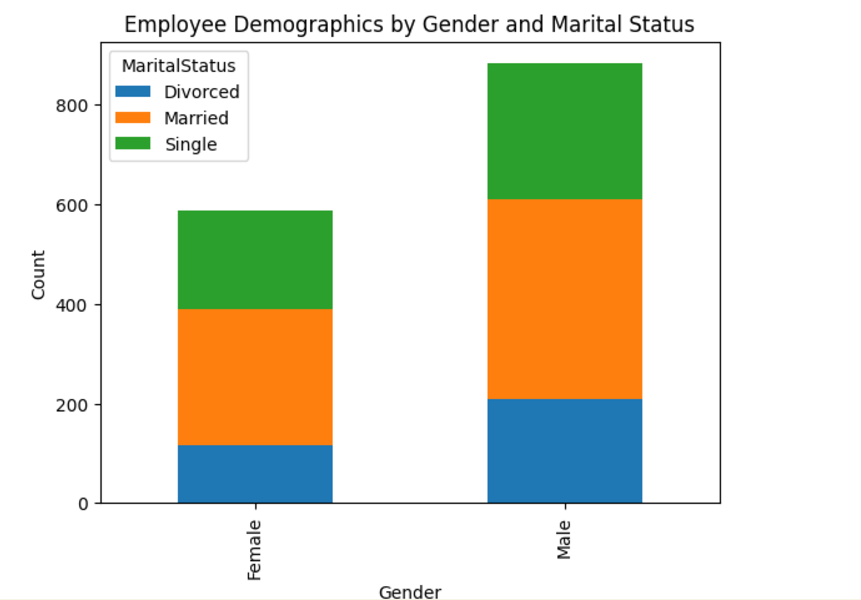 Employee Demographics by Gender and Marital Status
MaritalStatus
Divorced
Married
Single
800
600
400
200
0
Count
Female
Male
Gender